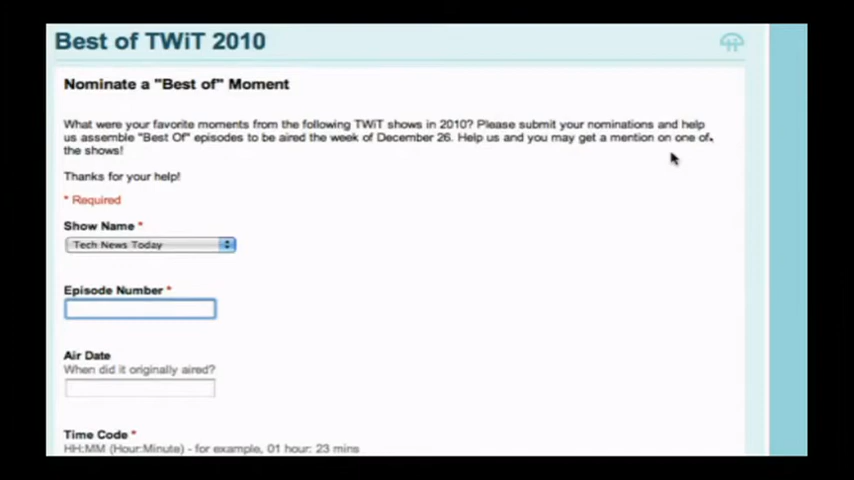 Best of TWiT 2010
Nominate a "Best of" Moment
What were your favorite moments from the following TWiT shows in 2010? Please submit your nominations and help
us assemble "Best Of" episodes to be aired the week of December 26. Help us and you may get a mention on one of
the shows!
Thanks for your help!
* Required
Show Name *
Tech News Today
Episode Number *
Air Date
When did it originally aired?
Time Code *
HH:MM (Hour:Minute) - for example, 01 hour: 23 mins